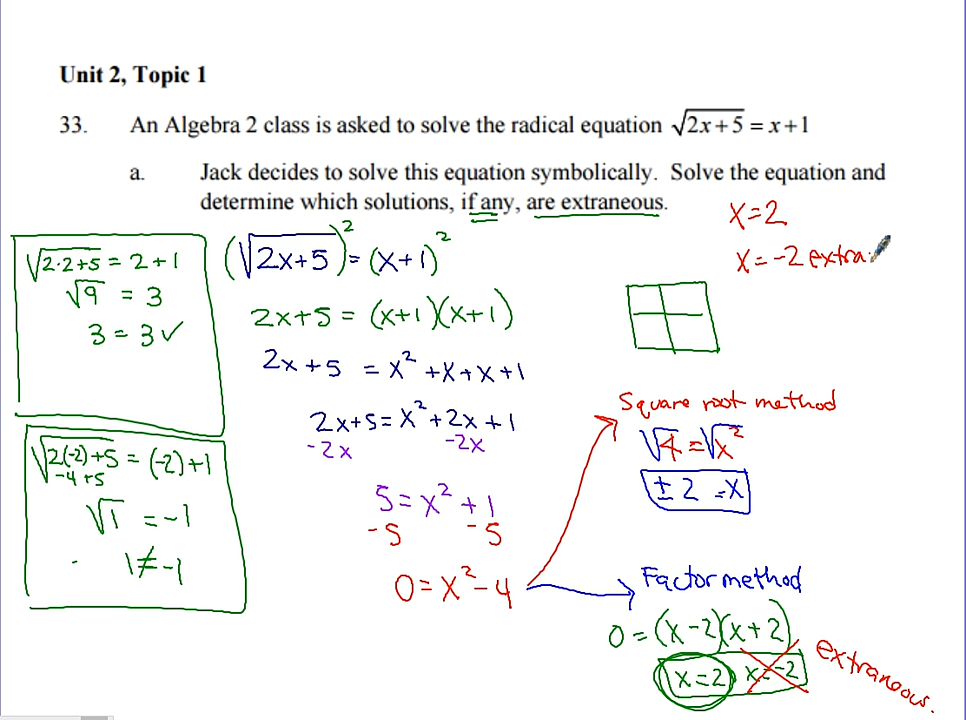 Unit 2, Topic 1
33. An Algebra 2 class is asked to solve the radical equation √2x+5 = x+1
a. Jack decides to solve this equation symbolically. Solve the equation and
determine which solutions, if any, are extraneous.
x=2
x=-2 extra
√2·2+5 = 2+1
√9 = 3
3 = 3✓
√2(-2)+5 = (-2)+1
-4+5
√1 = -1
1≠-1
(√2x+5)² = (x+1)²
2x+5 = (x+1)(x+1)
2x+5 = x²+x+x+1
2x+5=x²+2x+1
-2x -2x
5=x²+1
-5 -5
0=x²-4
Square root method
√4=√x²
±2=x
Factor method
0=(x-2)(x+2)
x=2 x=-2 extraneous.